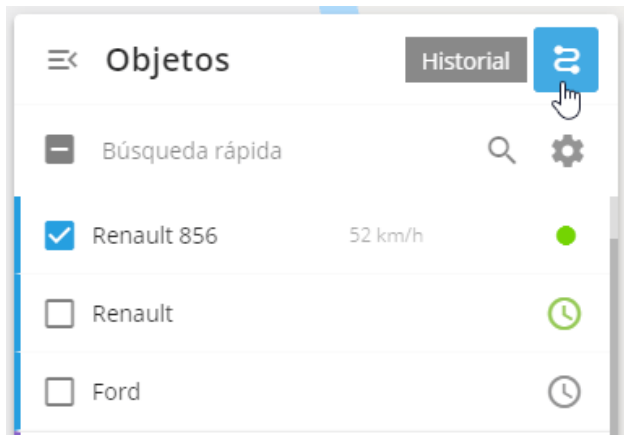 Objetos
Historial
Búsqueda rápida
Renault 856 52 km/h
Renault
Ford